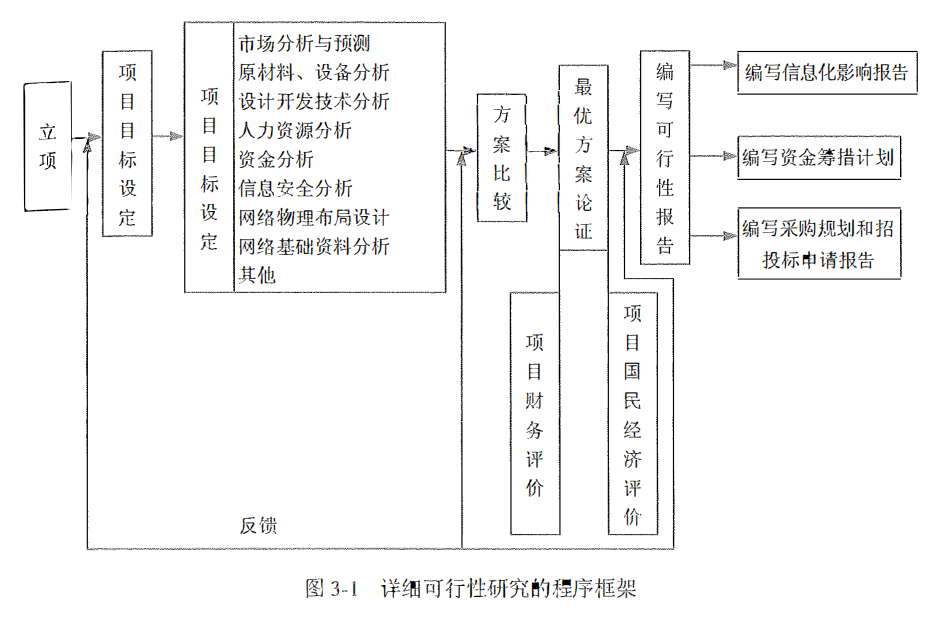 立项
项目目标设定
项目目标设定
市场分析与预测
原材料、设备分析
设计开发技术分析
人力资源分析
资金分析
信息安全分析
网络物理布局设计
网络基础资料分析
其他
方案比较
最优方案论证
项目财务评价
项目国民经济评价
编写可行性报告
编写信息化影响报告
编写资金筹措计划
编写采购规划和招
投标申请报告
反馈
图 3-1 详细可行性研究的程序框架